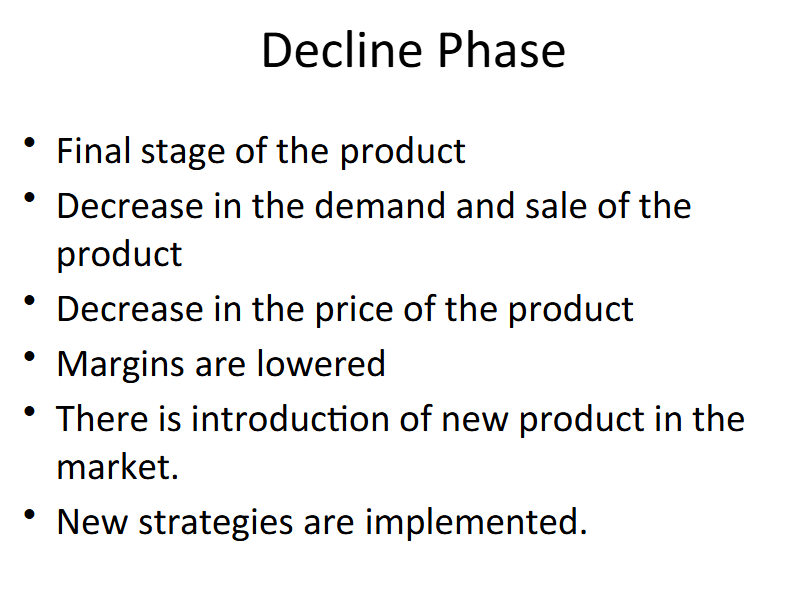 Decline Phase
• Final stage of the product
• Decrease in the demand and sale of the
product
• Decrease in the price of the product
• Margins are lowered
• There is introduction of new product in the
market.
• New strategies are implemented.